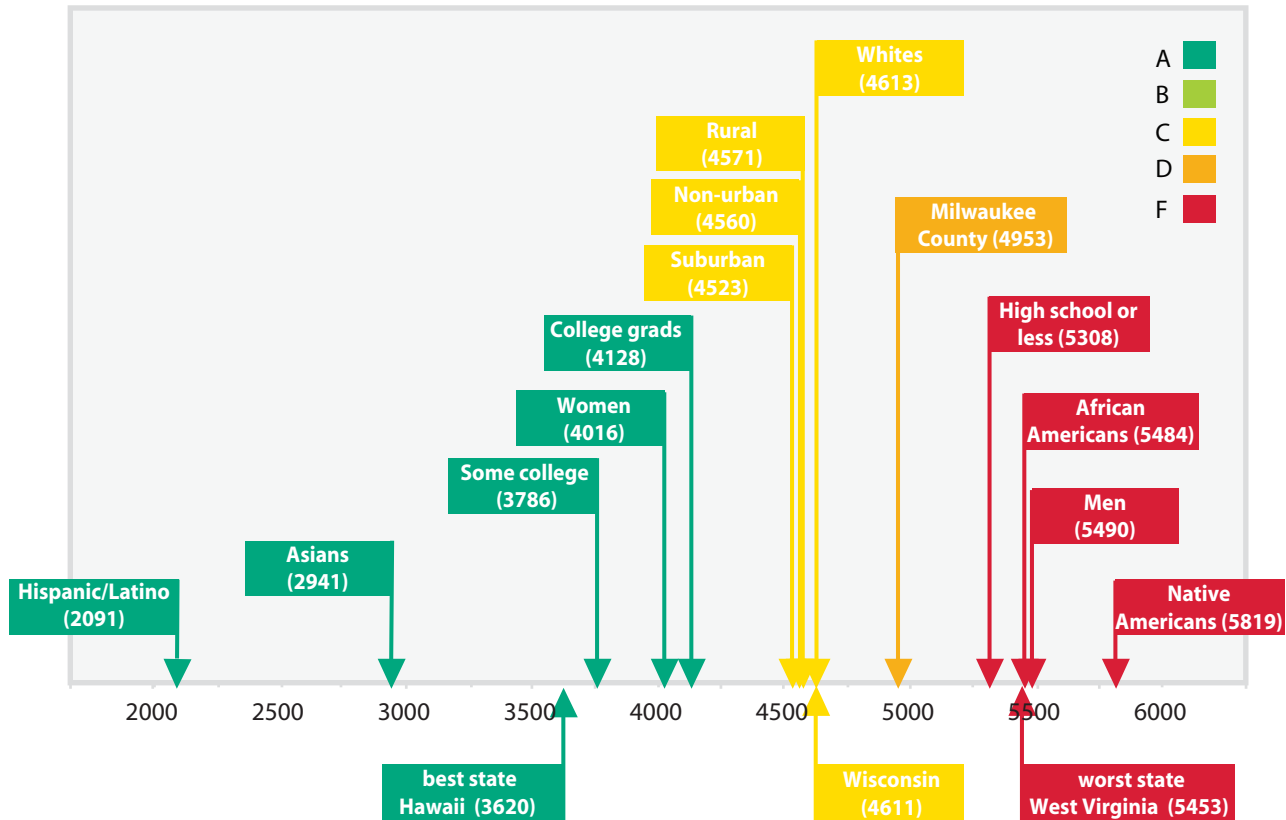 Whites
(4613)
A
B
C
D
F
Rural
(4571)
Non-urban
(4560)
Milwaukee
County (4953)
Suburban
(4523)
High school or
less (5308)
College grads
(4128)
Women
(4016)
African
Americans (5484)
Some college
(3786)
Men
(5490)
Asians
(2941)
Hispanic/Latino
(2091)
Native
Americans (5819)
2000 2500 3000 3500 4000 4500 5000 5500 6000
best state
Hawaii (3620)
Wisconsin
(4611)
worst state
West Virginia (5453)